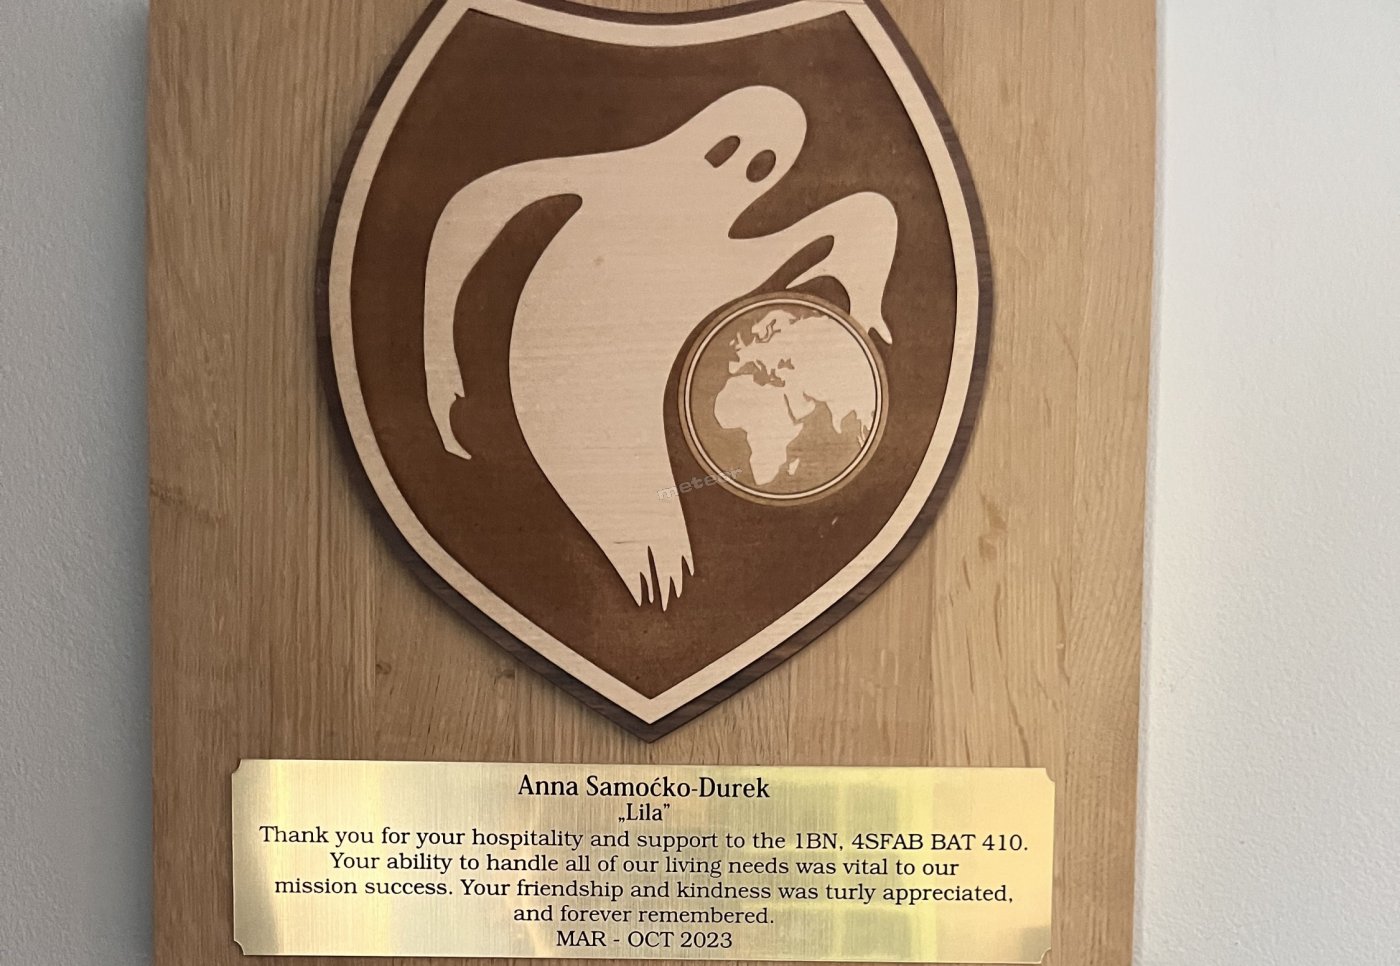 meteor
Anna Samoćko-Durek
„Lila”
Thank you for your hospitality and support to the 1BN, 4SFAB BAT 410.
Your ability to handle all of our living needs was vital to our
mission success. Your friendship and kindness was turly appreciated,
and forever remembered.
MAR - OCT 2023